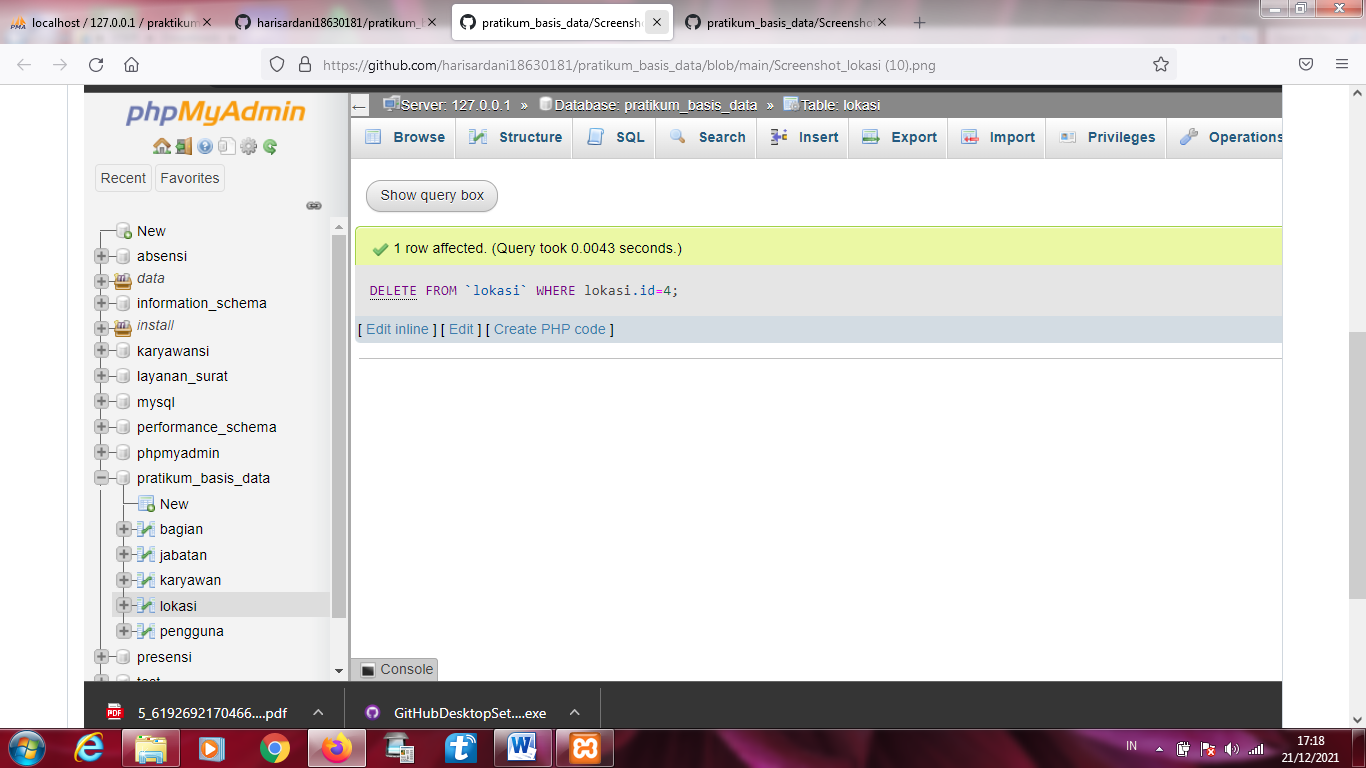 localhost / 127.0.0.1 / praktikum
harisardani18630181/pratikum_
pratikum_basis_data/Screensh
pratikum_basis_data/Screenshot
https://github.com/harisardani18630181/pratikum_basis_data/blob/main/Screenshot_lokasi (10).png
phpMyAdmin
Recent
Favorites
New
absensi
data
information_schema
install
karyawansi
layanan_surat
mysql
performance_schema
phpmyadmin
pratikum_basis_data
New
bagian
jabatan
karyawan
lokasi
pengguna
presensi
Server: 127.0.0.1 » Database: pratikum_basis_data » Table: lokasi
Browse Structure SQL Search Insert Export Import Privileges Operations
Show query box
1 row affected. (Query took 0.0043 seconds.)
DELETE FROM `lokasi` WHERE lokasi.id=4;
[ Edit inline ] [ Edit ] [ Create PHP code ]
Console
5_6192692170466....pdf
GitHubDesktopSet....exe
IN
17:18
21/12/2021